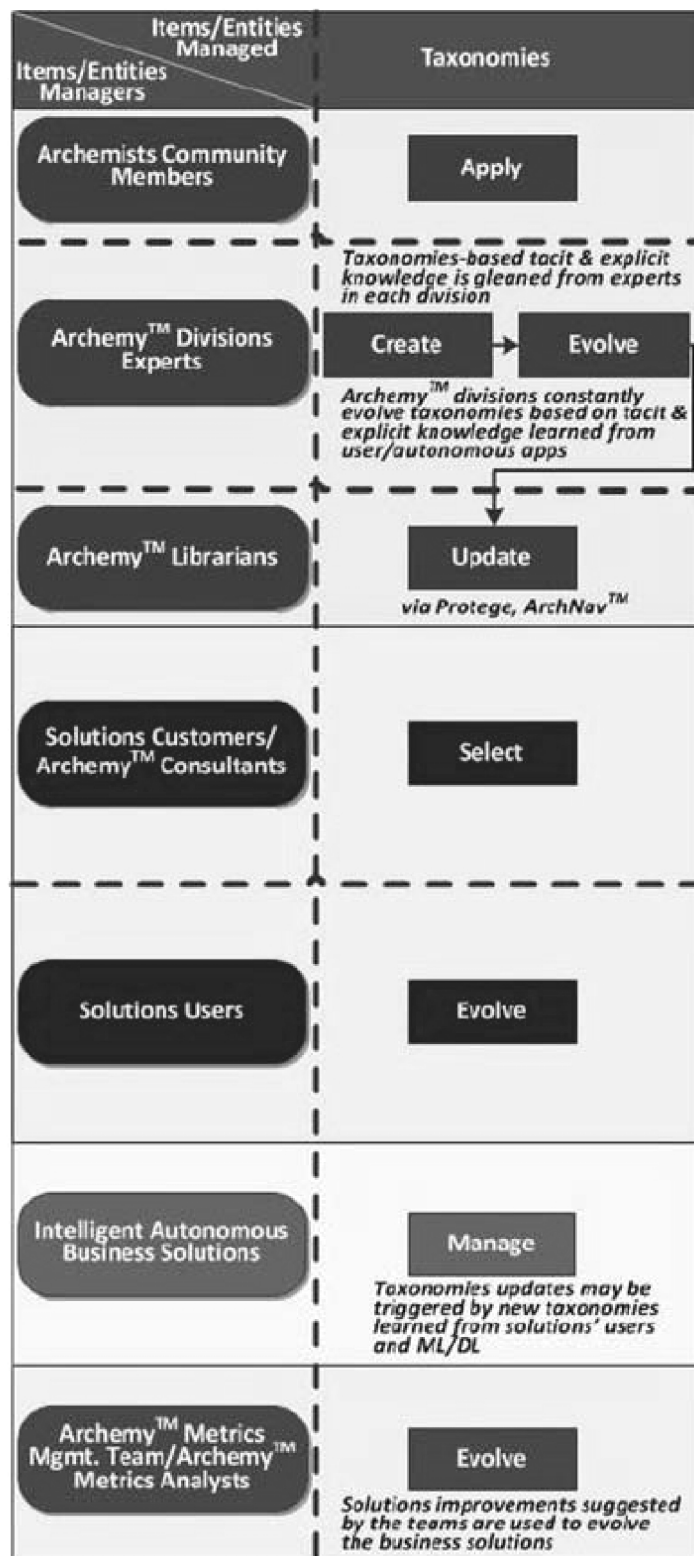 Items/Entities
Managed
Items/Entities
Managers
Taxonomies
Archemists Community
Members
Apply
Archemy™ Divisions
Experts
Taxonomies-based tacit & explicit
knowledge is gleaned from experts
in each division
Create
Evolve
Archemy™ divisions constantly
evolve taxonomies based on tacit &
explicit knowledge learned from
user/autonomous apps
Archemy™ Librarians
Update
via Protege, ArchNav™
Solutions Customers/
Archemy™ Consultants
Select
Solutions Users
Evolve
Intelligent Autonomous
Business Solutions
Manage
Taxonomies updates may be
triggered by new taxonomies
learned from solutions' users
and ML/DL
Archemy™ Metrics
Mgmt. Team/Archemy™
Metrics Analysts
Evolve
Solutions improvements suggested
by the teams are used to evolve
the business solutions